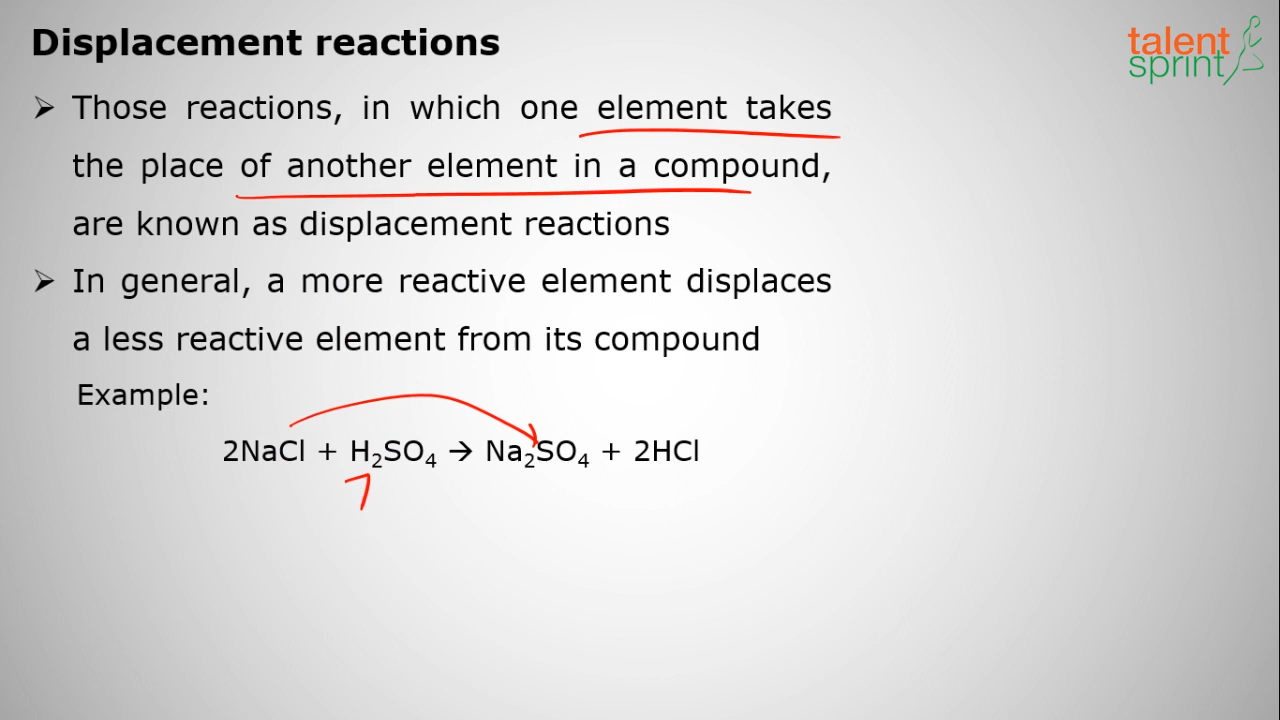 Displacement reactions
talent
sprint
➢ Those reactions, in which one element takes
the place of another element in a compound,
are known as displacement reactions
➢ In general, a more reactive element displaces
a less reactive element from its compound
Example:
2NaCl + H₂SO₄ → Na₂SO₄ + 2HCl